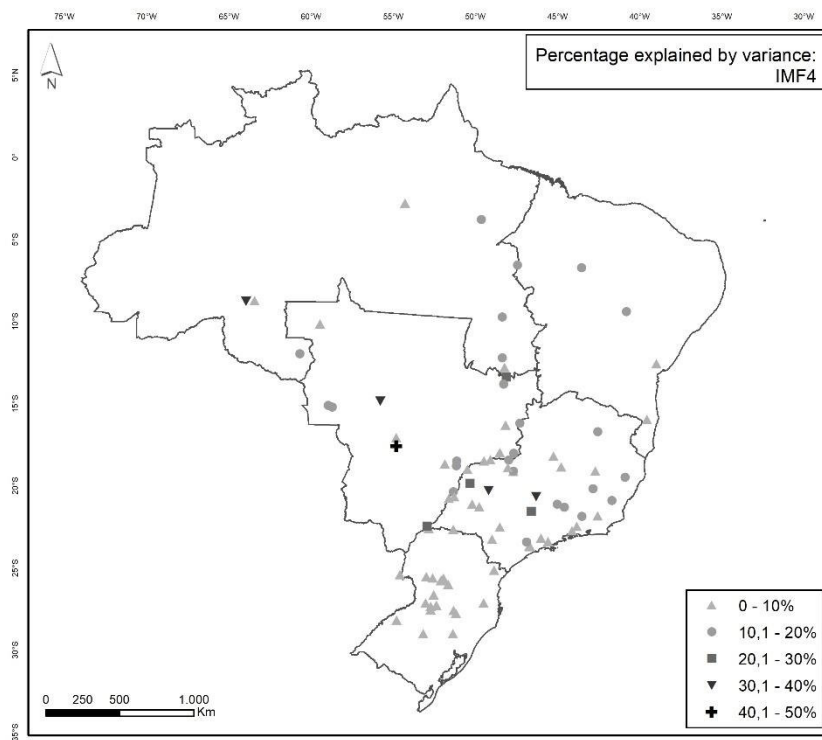 75°W 70°W 65°W 60°W 55°W 50°W 45°W 40°W 35°W 30°W
Percentage explained by variance:
IMF4
N
5°N
0°
5°S
10°S
15°S
20°S
25°S
30°S
35°S
0 - 10%
10,1 - 20%
20,1 - 30%
30,1 - 40%
40,1 - 50%
0 250 500 1.000
Km